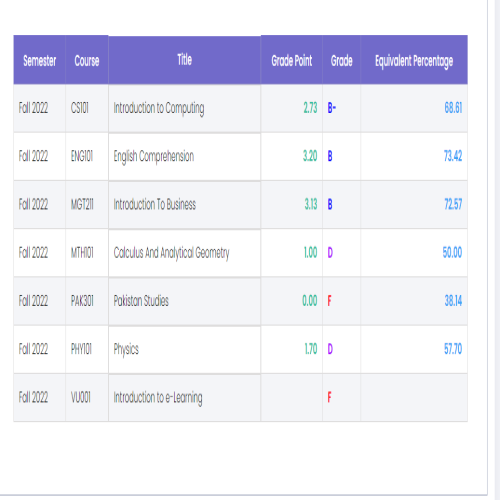 Semester Course Title Grade Point Grade Equivalent Percentage
Fall 2022 CS101 Introduction to Computing 2.73 B- 68.61
Fall 2022 ENG101 English Comprehension 3.20 B 73.42
Fall 2022 MGT211 Introduction To Business 3.13 B 72.57
Fall 2022 MTH101 Calculus And Analytical Geometry 1.00 D 50.00
Fall 2022 PAK301 Pakistan Studies 0.00 F 38.14
Fall 2022 PHY101 Physics 1.70 D 57.70
Fall 2022 VU001 Introduction to e-Learning F